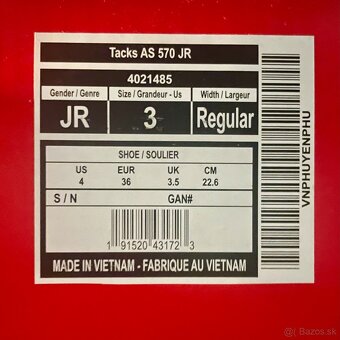 Tacks AS 570 JR
4021485
Gender / Genre Size / Grandeur - Us Width / Largeur
JR 3 Regular
SHOE / SOULIER
US EUR UK CM
4 36 3.5 22.6
S / N GAN#
1 91520 43172 3
MADE IN VIETNAM - FABRIQUE AU VIETNAM
VNPHUYENPHU
Bazos.sk